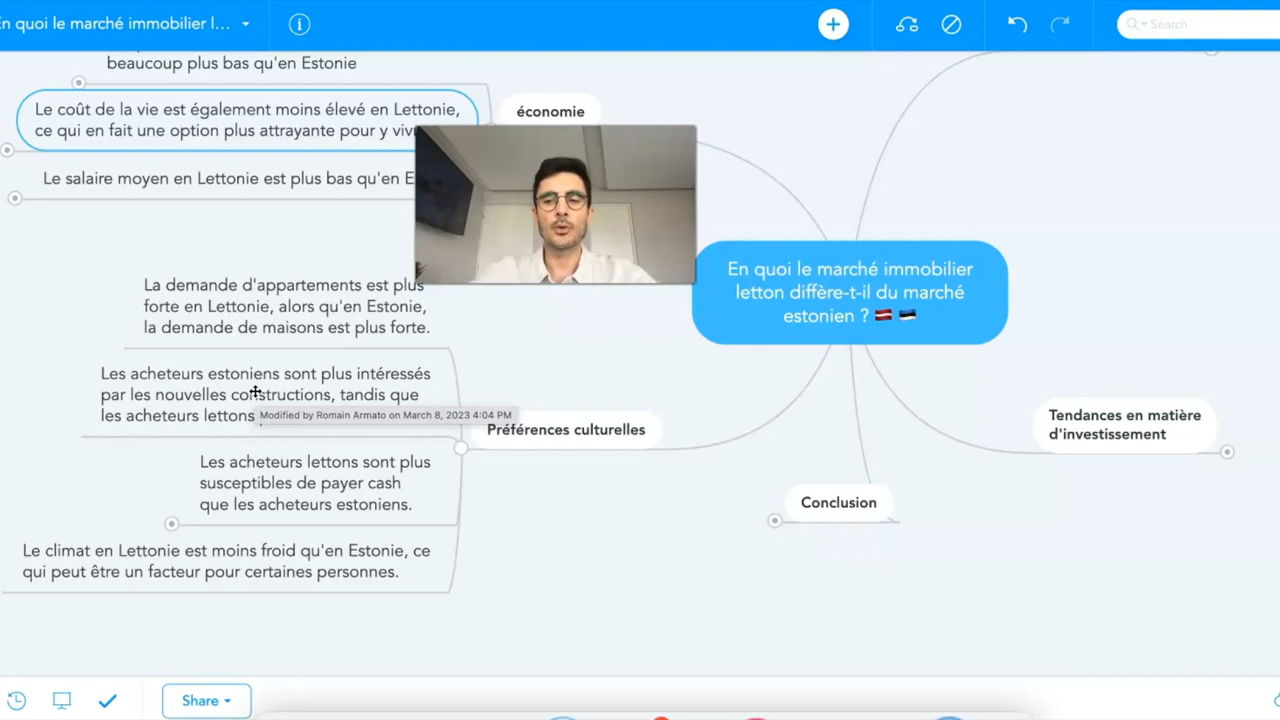 En quoi le marché immobilier l...
Search
beaucoup plus bas qu'en Estonie
Le coût de la vie est également moins élevé en Lettonie,
ce qui en fait une option plus attrayante pour y
économie
Le salaire moyen en Lettonie est plus bas qu'en
En quoi le marché immobilier
letton diffère-t-il du marché
estonien ? 🇱🇻 🇪🇪
La demande d'appartements est plus
forte en Lettonie, alors qu'en Estonie,
la demande de maisons est plus forte.
Les acheteurs estoniens sont plus intéressés
par les nouvelles constructions, tandis que
les acheteurs lettons
Modified by Romain Armato on March 8, 2023 4:04 PM
Préférences culturelles
Tendances en matière
d'investissement
Les acheteurs lettons sont plus
susceptibles de payer cash
que les acheteurs estoniens.
Conclusion
Le climat en Lettonie est moins froid qu'en Estonie, ce
qui peut être un facteur pour certaines personnes.
Share